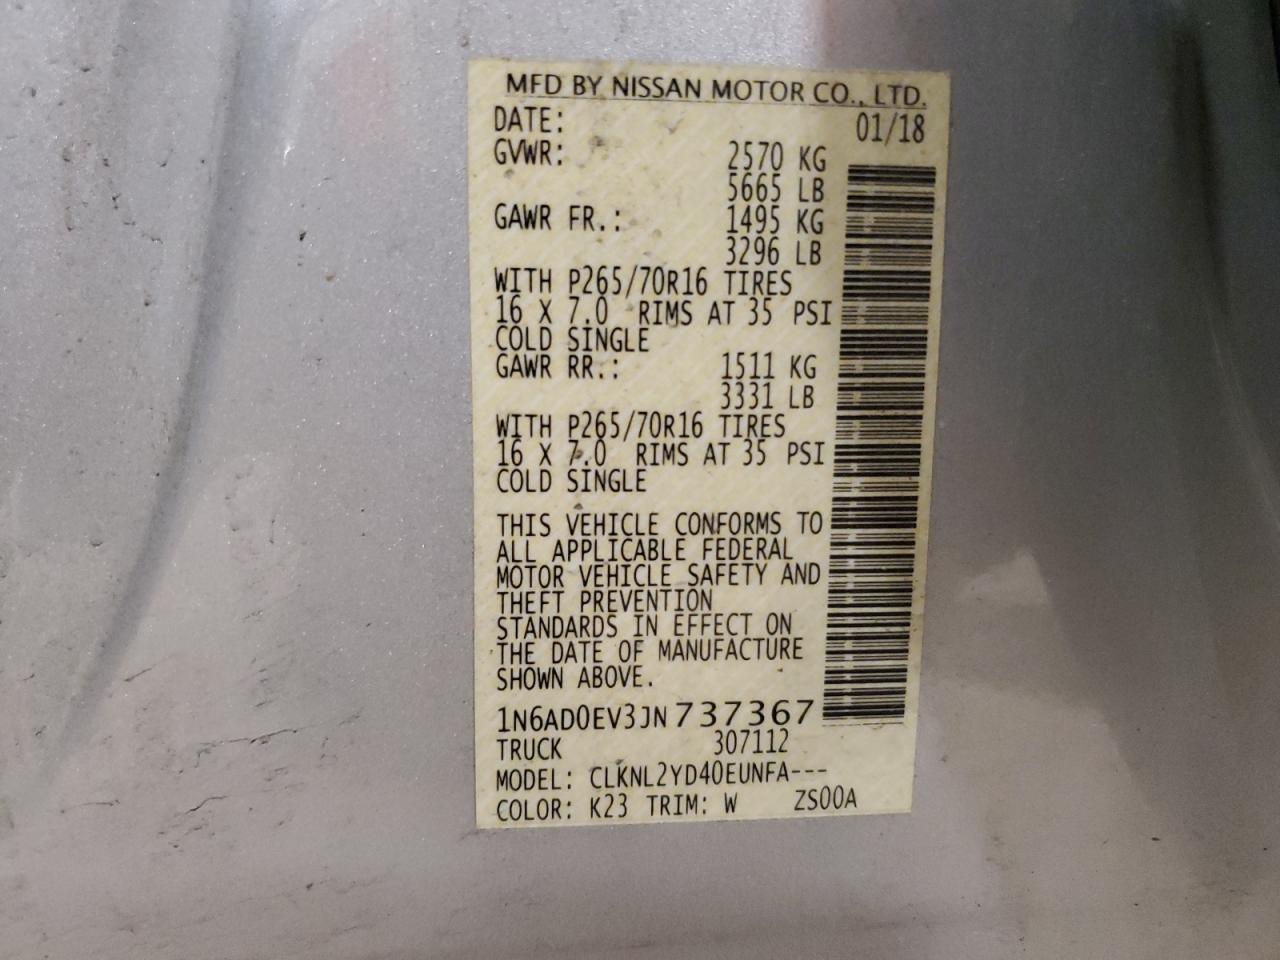 MFD BY NISSAN MOTOR CO., LTD.
DATE: 01/18
GVWR: 2570 KG
5665 LB
GAWR FR.: 1495 KG
3296 LB
WITH P265/70R16 TIRES
16 X 7.0 RIMS AT 35 PSI
COLD SINGLE
GAWR RR.: 1511 KG
3331 LB
WITH P265/70R16 TIRES
16 X 7.0 RIMS AT 35 PSI
COLD SINGLE
THIS VEHICLE CONFORMS TO
ALL APPLICABLE FEDERAL
MOTOR VEHICLE SAFETY AND
THEFT PREVENTION
STANDARDS IN EFFECT ON
THE DATE OF MANUFACTURE
SHOWN ABOVE.
1N6AD0EV3JN737367
TRUCK 307112
MODEL: CLKNL2YD40EUNFA---
COLOR: K23 TRIM: W ZS00A